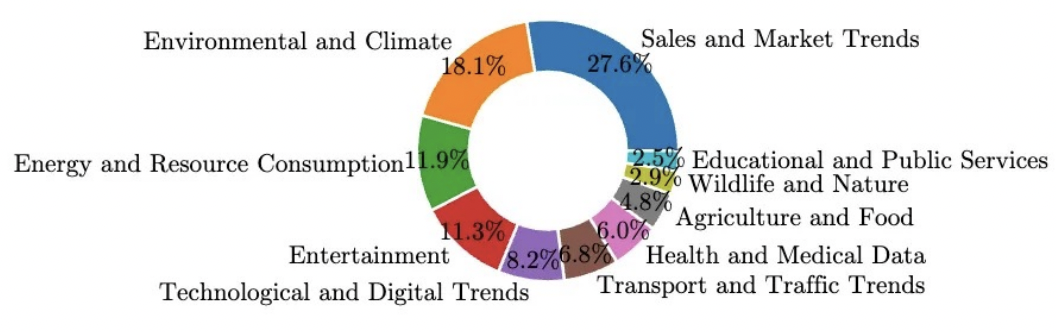 Sales and Market Trends
27.6%
Environmental and Climate
18.1%
Energy and Resource Consumption
11.9%
Entertainment
11.3%
Technological and Digital Trends
8.2%
Transport and Traffic Trends
6.8%
Health and Medical Data
6.0%
Agriculture and Food
4.8%
Wildlife and Nature
2.9%
Educational and Public Services
2.5%